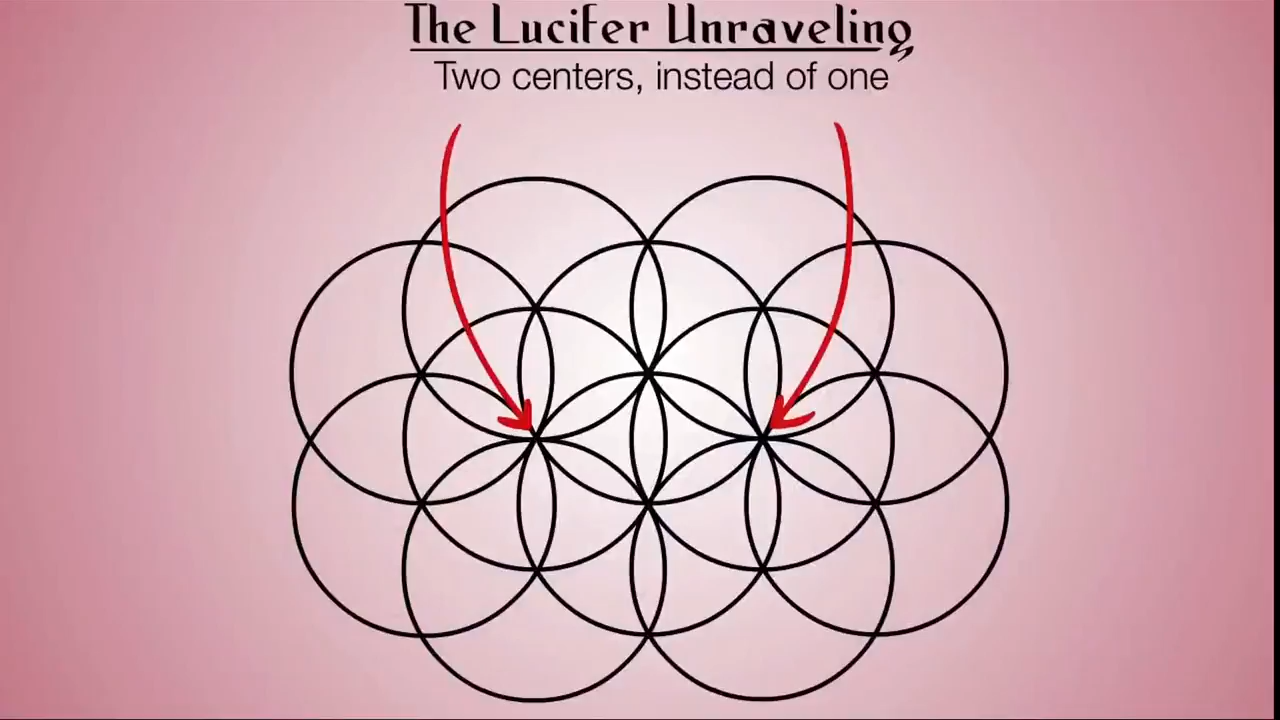 The Lucifer Unraveling
Two centers, instead of one